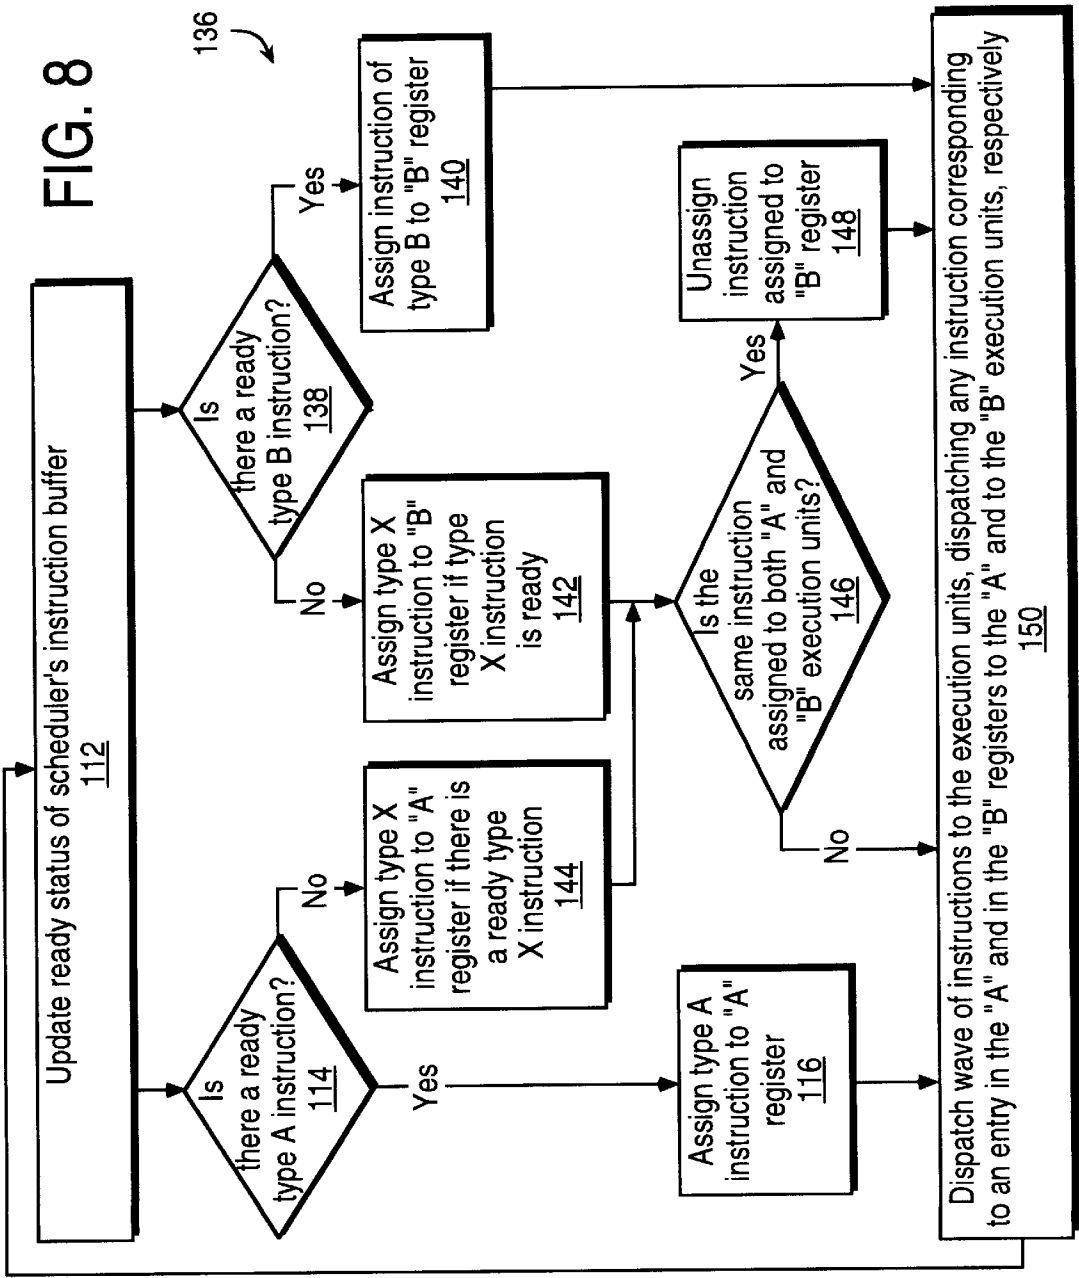 FIG. 8
136
Update ready status of scheduler's instruction buffer
112
Is
there a ready
type A instruction?
114
No
Yes
Is
there a ready
type B instruction?
138
No
Yes
Assign type X
instruction to "A"
register if there is
a ready type
X instruction
144
Assign type X
instruction to "B"
register if type
X instruction
is ready
142
Assign instruction of
type B to "B" register
140
Assign type A
instruction to "A"
register
116
Is the
same instruction
assigned to both "A" and
"B" execution units?
146
No
Yes
Unassign
instruction
assigned to
"B" register
148
Dispatch wave of instructions to the execution units, dispatching any instruction corresponding
to an entry in the "A" and in the "B" registers to the "A" and to the "B" execution units, respectively
150